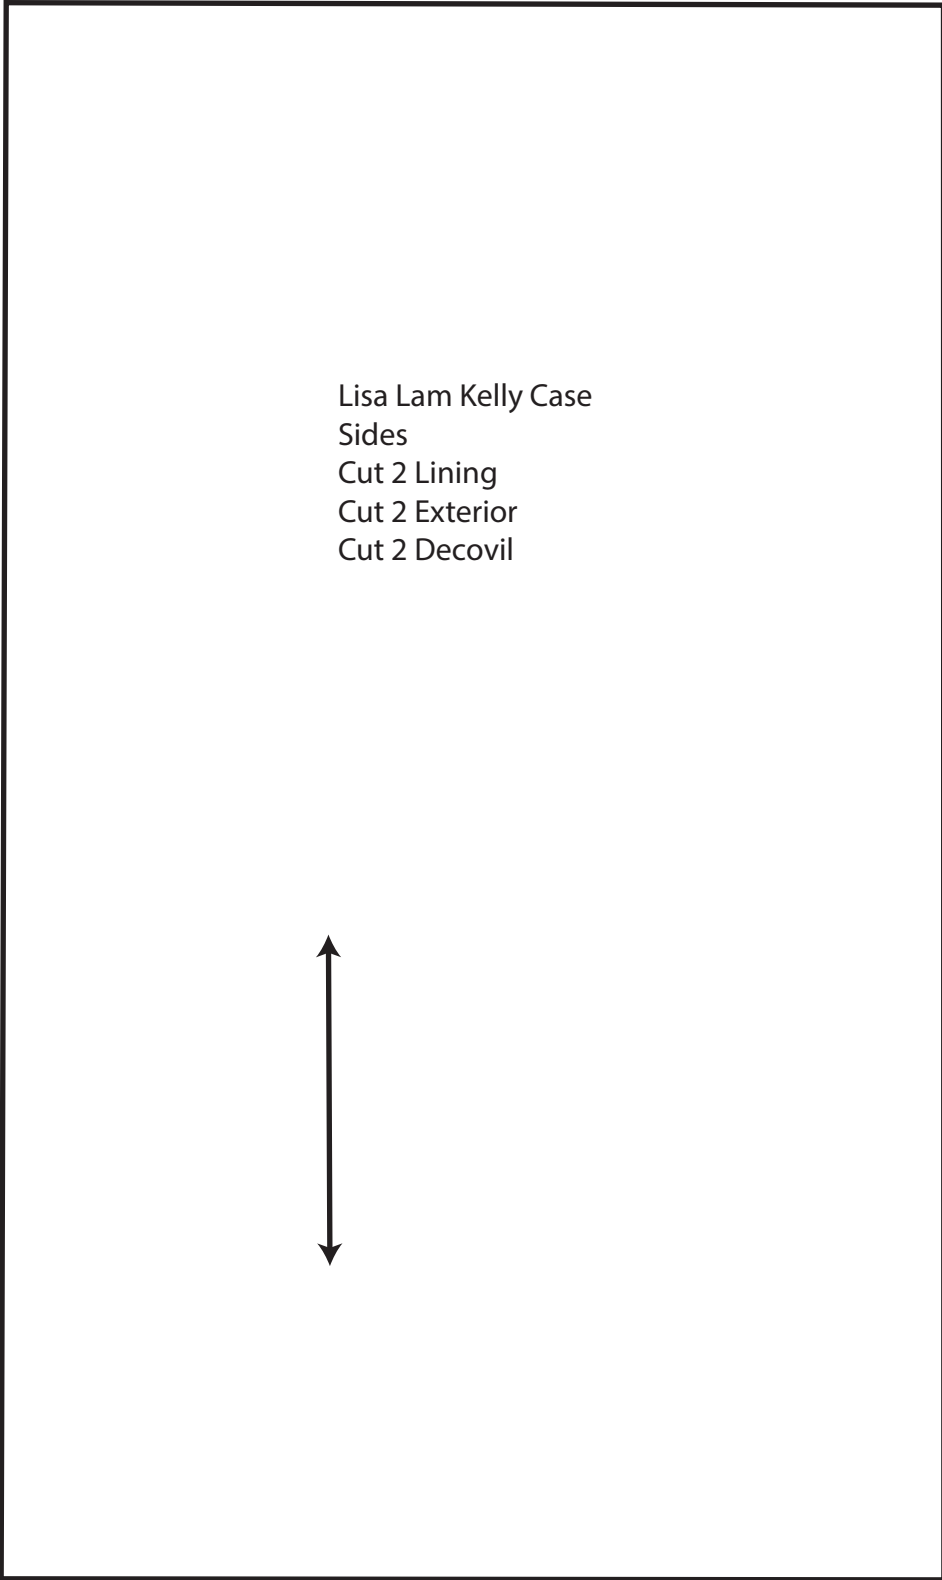 Lisa Lam Kelly Case
Sides
Cut 2 Lining
Cut 2 Exterior
Cut 2 Decovil